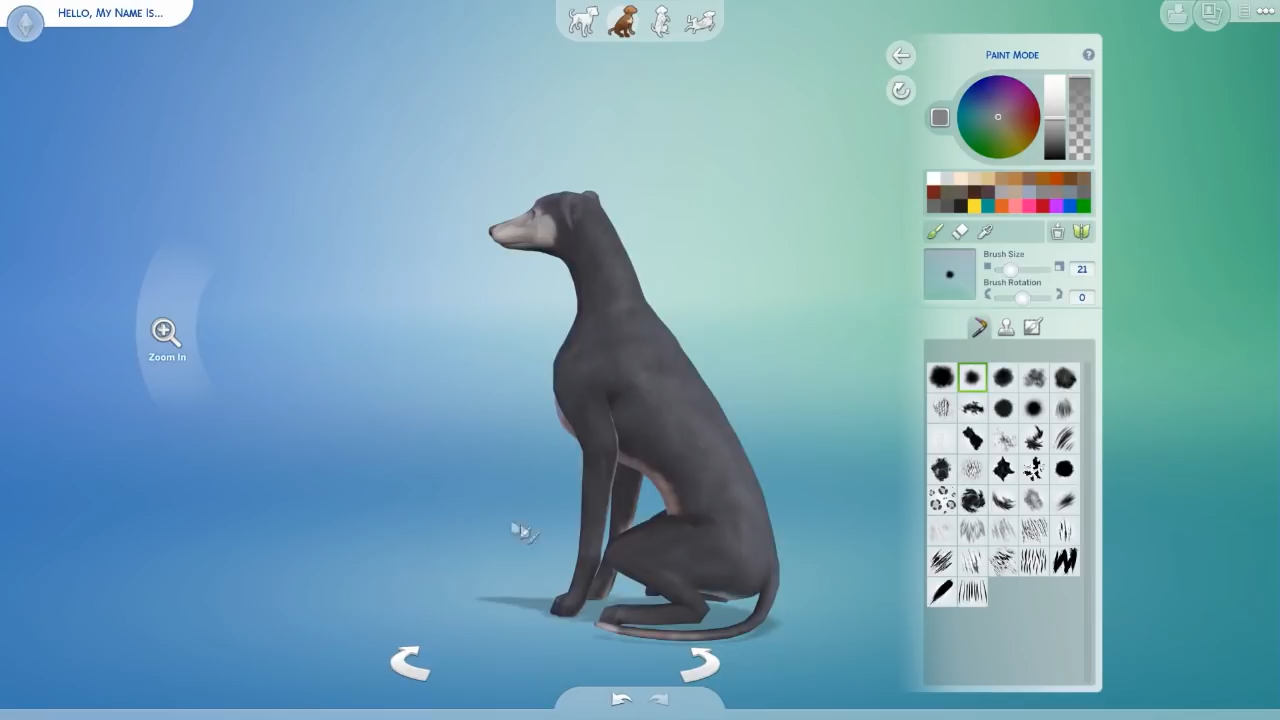 Hello, My Name Is...
Paint Mode
?
Brush Size
21
Brush Rotation
0
Zoom In